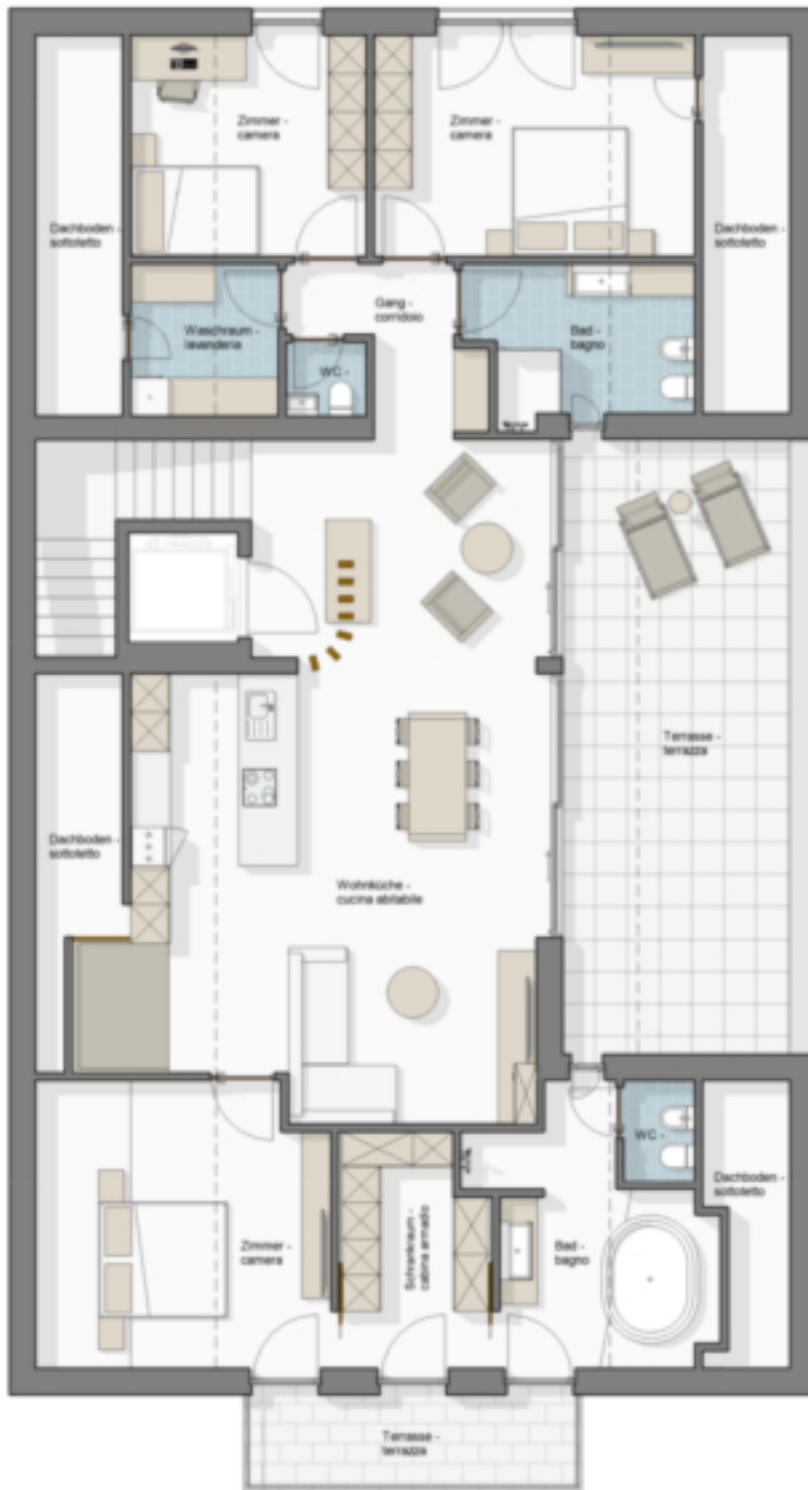 Zimmer -
camera
Zimmer -
camera
Dachboden -
sottotetto
Dachboden -
sottotetto
Gang -
corridoio
Waschraum -
lavanderia
Bad -
bagno
WC -
Terrasse -
terrazza
Dachboden -
sottotetto
Wohnküche -
cucina abitabile
WC -
Dachboden -
sottotetto
Zimmer -
camera
Schrankraum -
cabina armadio
Bad -
bagno
Terrasse -
terrazza